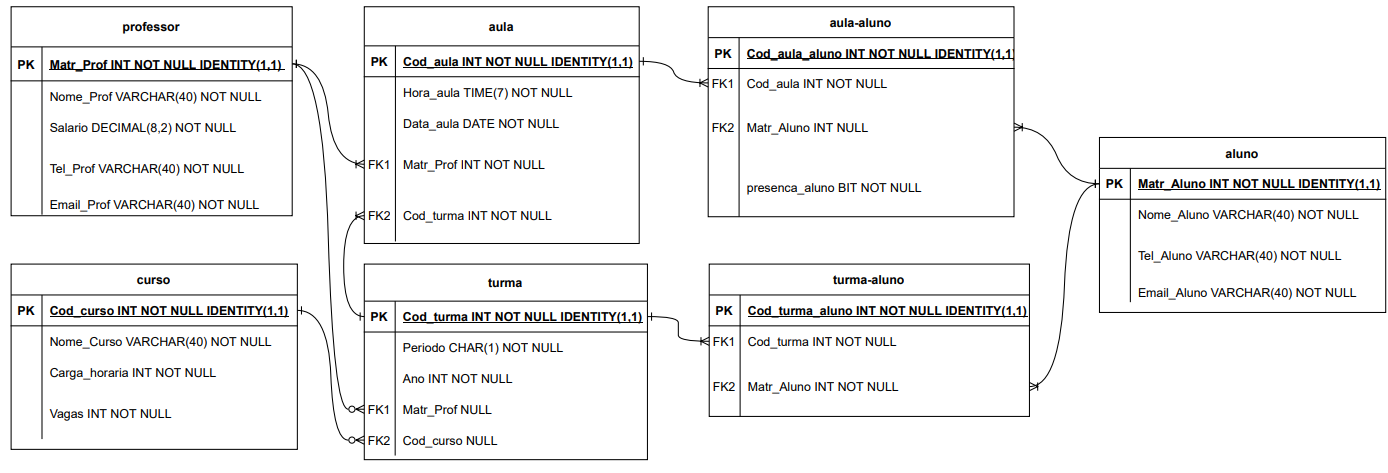 professor
PK Matr_Prof INT NOT NULL IDENTITY(1,1)
Nome_Prof VARCHAR(40) NOT NULL
Salario DECIMAL(8,2) NOT NULL
Tel_Prof VARCHAR(40) NOT NULL
Email_Prof VARCHAR(40) NOT NULL
aula
PK Cod_aula INT NOT NULL IDENTITY(1,1)
Hora_aula TIME(7) NOT NULL
Data_aula DATE NOT NULL
FK1 Matr_Prof INT NOT NULL
FK2 Cod_turma INT NOT NULL
aula-aluno
PK Cod_aula_aluno INT NOT NULL IDENTITY(1,1)
FK1 Cod_aula INT NOT NULL
FK2 Matr_Aluno INT NULL
presenca_aluno BIT NOT NULL
aluno
PK Matr_Aluno INT NOT NULL IDENTITY(1,1)
Nome_Aluno VARCHAR(40) NOT NULL
Tel_Aluno VARCHAR(40) NOT NULL
Email_Aluno VARCHAR(40) NOT NULL
curso
PK Cod_curso INT NOT NULL IDENTITY(1,1)
Nome_Curso VARCHAR(40) NOT NULL
Carga_horaria INT NOT NULL
Vagas INT NOT NULL
turma
PK Cod_turma INT NOT NULL IDENTITY(1,1)
Periodo CHAR(1) NOT NULL
Ano INT NOT NULL
FK1 Matr_Prof NULL
FK2 Cod_curso NULL
turma-aluno
PK Cod_turma_aluno INT NOT NULL IDENTITY(1,1)
FK1 Cod_turma INT NOT NULL
FK2 Matr_Aluno INT NOT NULL